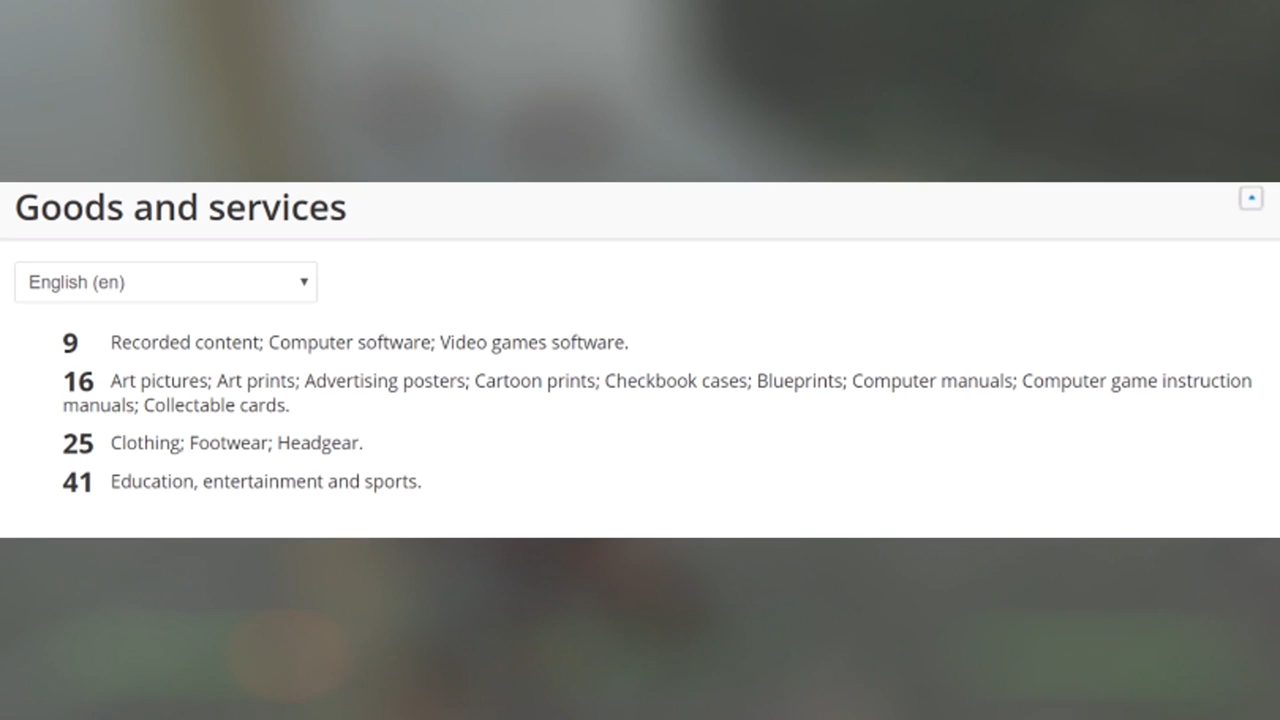 Goods and services
English (en)
9 Recorded content; Computer software; Video games software.
16 Art pictures; Art prints; Advertising posters; Cartoon prints; Checkbook cases; Blueprints; Computer manuals; Computer game instruction
manuals; Collectable cards.
25 Clothing; Footwear; Headgear.
41 Education, entertainment and sports.